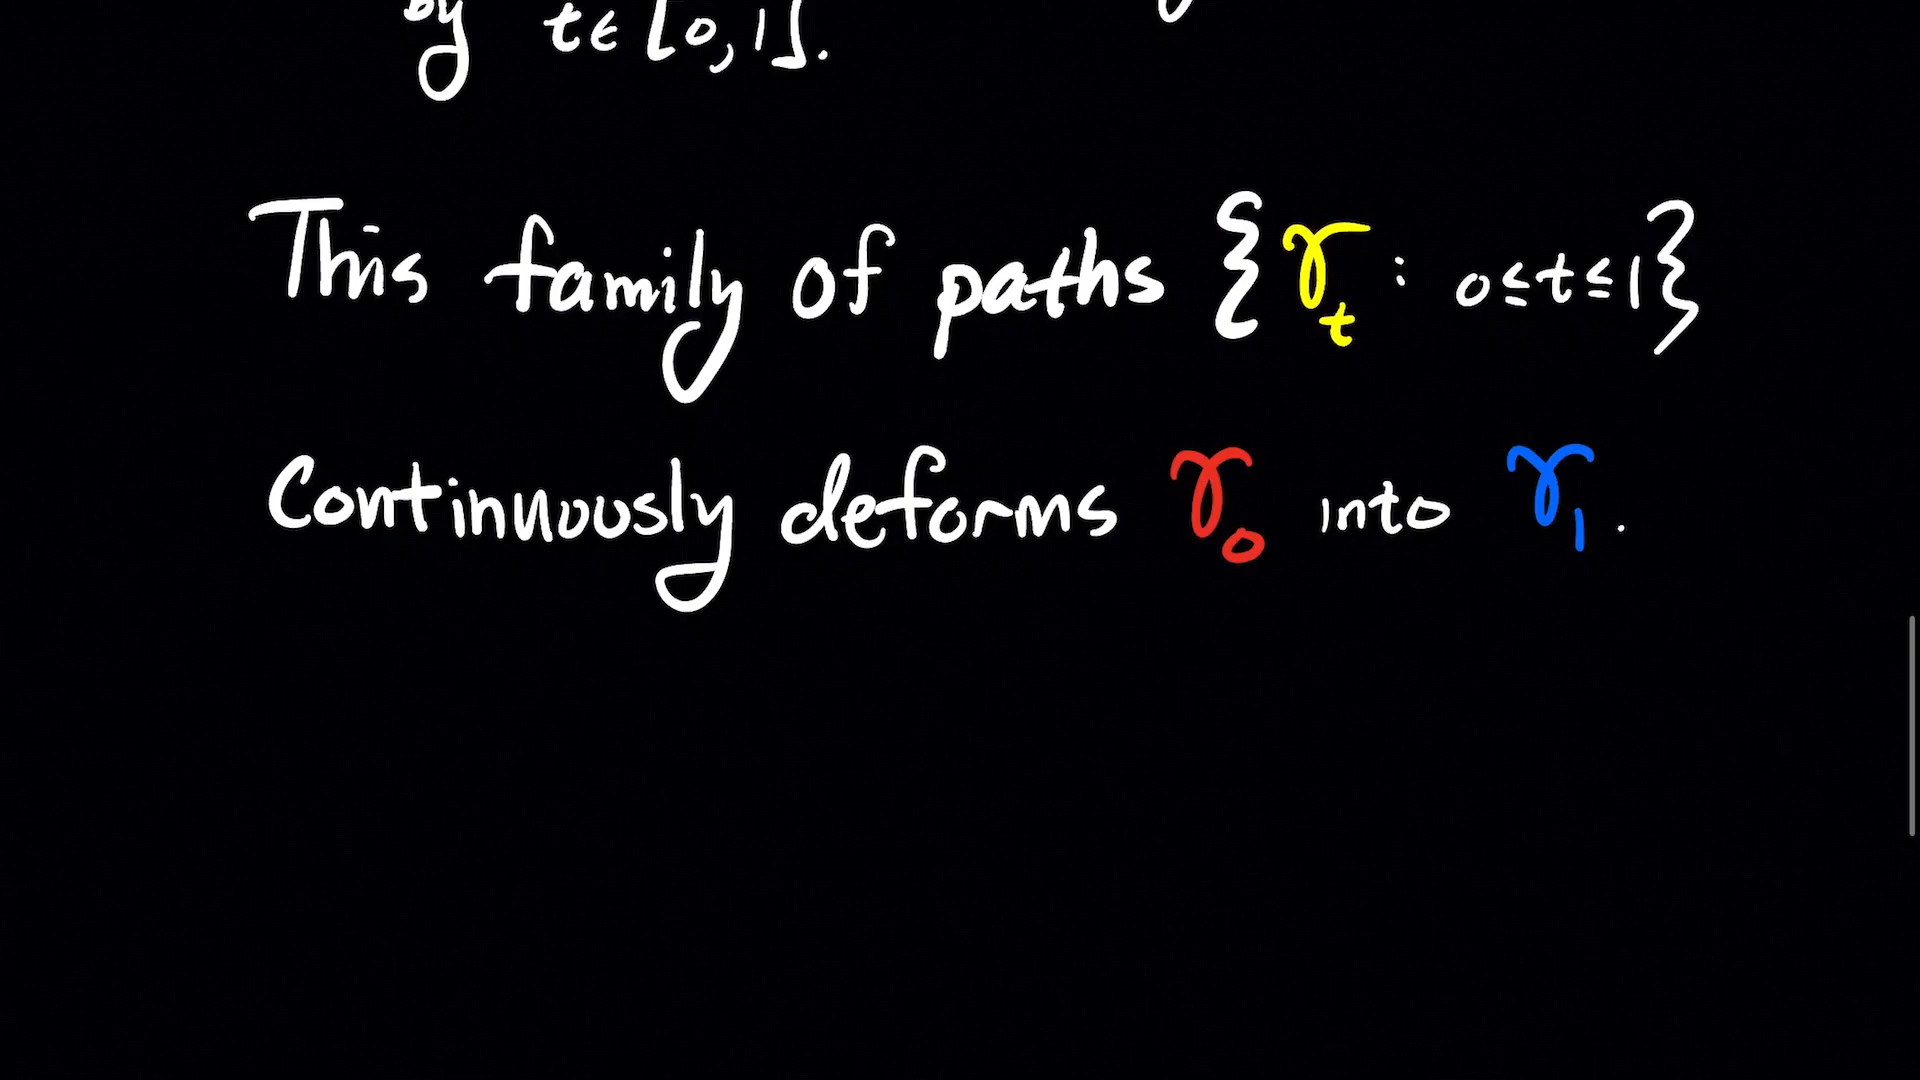 by t∈[0,1].
This family of paths {γ_t : 0≤t≤1}
Continuously deforms γ_0 into γ_1.